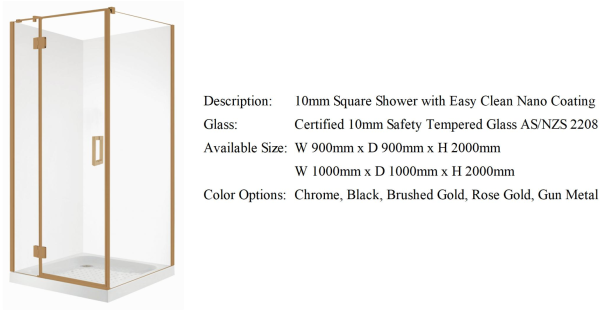 Description: 10mm Square Shower with Easy Clean Nano Coating
Glass: Certified 10mm Safety Tempered Glass AS/NZS 2208
Available Size: W 900mm x D 900mm x H 2000mm
W 1000mm x D 1000mm x H 2000mm
Color Options: Chrome, Black, Brushed Gold, Rose Gold, Gun Metal